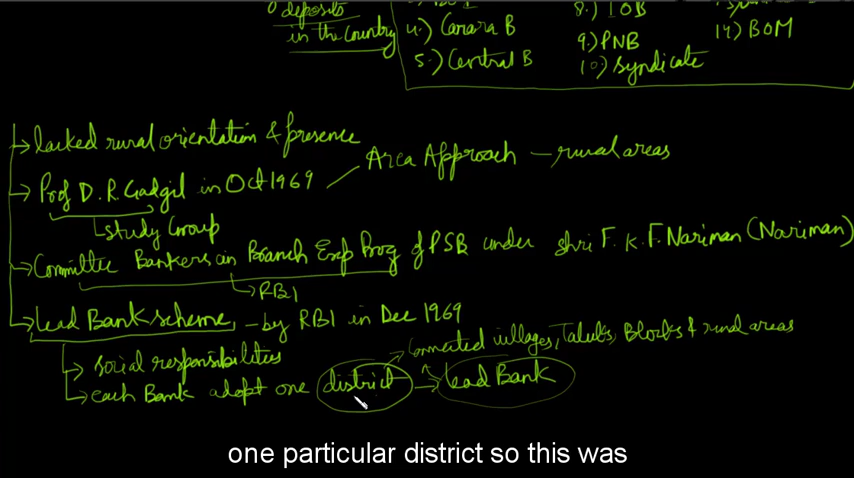 deposits
in the Country
4.) Canara B
5.) Central B
8.) IOB
9.) PNB
10.) Syndicate
14) BOM
→ lacked rural orientation & presence
→ Prof D. R. Gadgil in Oct 1969
Area Approach — rural areas
study Group
→ Committee Bankers in Branch Exp Prog of PSB under Shri F. K. F. Nariman (Nariman)
→ RBI
→ Lead Bank scheme, — by RBI in Dec 1969
Connected villages, Taluks, Blocks & rural areas
→ social responsibilities
→ each Bank adopt one district → Lead Bank
one particular district so this was